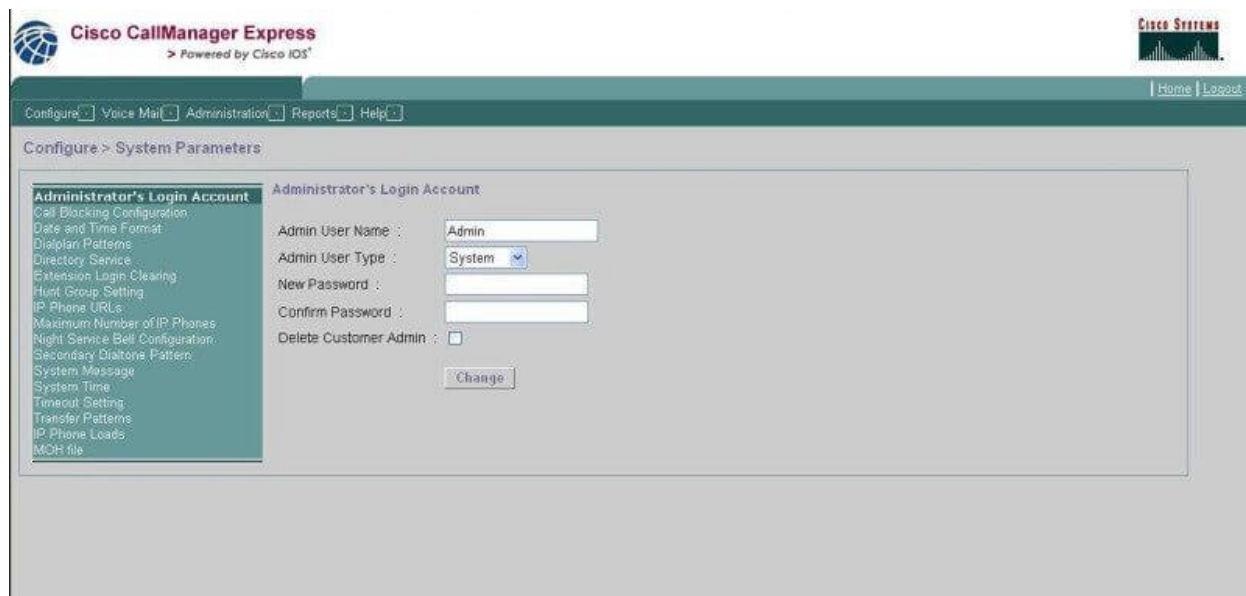 Cisco CallManager Express
> Powered by Cisco IOS®
CISCO SYSTEMS
| Home | Logout
Configure Voice Mail Administration Reports Help
Configure > System Parameters
Administrator's Login Account
Call Blocking Configuration
Date and Time Format
Dialplan Patterns
Directory Service
Extension Login Clearing
Hunt Group Setting
IP Phone URLs
Maximum Number of IP Phones
Night Service Bell Configuration
Secondary Dialtone Pattern
System Message
System Time
Timeout Setting
Transfer Patterns
IP Phone Loads
MOH file
Administrator's Login Account
Admin User Name : Admin
Admin User Type : System
New Password :
Confirm Password :
Delete Customer Admin :
Change